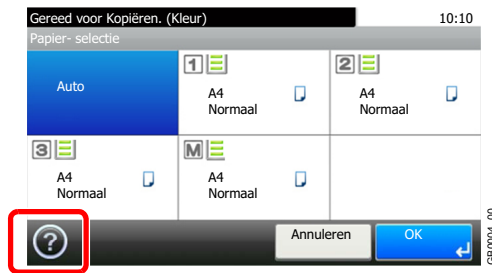 Gereed voor Kopiëren. (Kleur) 10:10
Papier- selectie
Auto
1
A4
Normaal
2
A4
Normaal
3
A4
Normaal
M
A4
Normaal
?
Annuleren
OK
GB0004_00